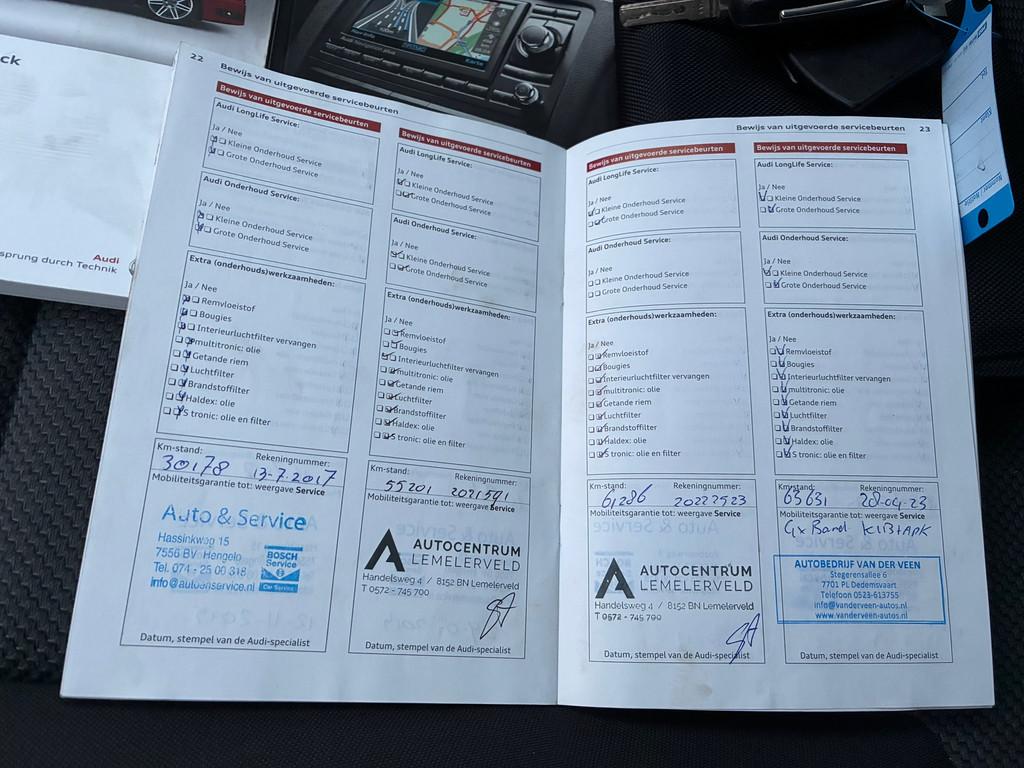 ck
Audi
sprung durch Technik
22 Bewijs van uitgevoerde servicebeurten
Bewijs van uitgevoerde servicebeurten
Audi LongLife Service:
Ja / Nee
Kleine Onderhoud Service
Grote Onderhoud Service
Audi Onderhoud Service:
Ja / Nee
Kleine Onderhoud Service
Grote Onderhoud Service
Extra (onderhouds)werkzaamheden:
Ja / Nee
Remvloeistof
Bougies
Interieurluchtfilter vervangen
multitronic: olie
Getande riem
Luchtfilter
Brandstoffilter
Haldex: olie
S tronic: olie en filter
Km-stand: Rekeningnummer:
30178 13-7.2017
Mobiliteitsgarantie tot: weergave Service
Auto & Service
Hassinkweg 15
7556 BV Hengelo
Tel. 074 - 25 00 318
info@autoenservice.nl
BOSCH
Service
Car Service
Datum, stempel van de Audi-specialist
Bewijs van uitgevoerde servicebeurten
Audi LongLife Service:
Ja / Nee
Kleine Onderhoud Service
Grote Onderhoud Service
Audi Onderhoud Service:
Ja / Nee
Kleine Onderhoud Service
Grote Onderhoud Service
Extra (onderhouds)werkzaamheden:
Ja / Nee
Remvloeistof
Bougies
Interieurluchtfilter vervangen
multitronic: olie
Getande riem
Luchtfilter
Brandstoffilter
Haldex: olie
S tronic: olie en filter
Km-stand: Rekeningnummer:
55201 2021591
Mobiliteitsgarantie tot: weergave Service
AUTOCENTRUM
LEMELERVELD
Handelsweg 4 / 8152 BN Lemelerveld
T 0572 - 745 700
Datum, stempel van de Audi-specialist
Bewijs van uitgevoerde servicebeurten 23
Bewijs van uitgevoerde servicebeurten
Audi LongLife Service:
Ja / Nee
Kleine Onderhoud Service
Grote Onderhoud Service
Audi Onderhoud Service:
Ja / Nee
Kleine Onderhoud Service
Grote Onderhoud Service
Extra (onderhouds)werkzaamheden:
Ja / Nee
Remvloeistof
Bougies
Interieurluchtfilter vervangen
multitronic: olie
Getande riem
Luchtfilter
Brandstoffilter
Haldex: olie
S tronic: olie en filter
Km-stand: Rekeningnummer:
61286 20222523
Mobiliteitsgarantie tot: weergave Service
AUTOCENTRUM
LEMELERVELD
Handelsweg 4 / 8152 BN Lemelerveld
T 0572 - 745 700
Datum, stempel van de Audi-specialist
Bewijs van uitgevoerde servicebeurten
Audi LongLife Service:
Ja / Nee
Kleine Onderhoud Service
Grote Onderhoud Service
Audi Onderhoud Service:
Ja / Nee
Kleine Onderhoud Service
Grote Onderhoud Service
Extra (onderhouds)werkzaamheden:
Ja / Nee
Remvloeistof
Bougies
Interieurluchtfilter vervangen
multitronic: olie
Getande riem
Luchtfilter
Brandstoffilter
Haldex: olie
S tronic: olie en filter
Km-stand: Rekeningnummer:
65631 28-04-23
Mobiliteitsgarantie tot: weergave Service
4x Band
AUTOBEDRIJF VAN DER VEEN
Stegerensallee 6
7701 PL Dedemsvaart
Telefoon 0523-613755
info@vanderveen-autos.nl
www.vanderveen-autos.nl
Datum, stempel van de Audi-specialist